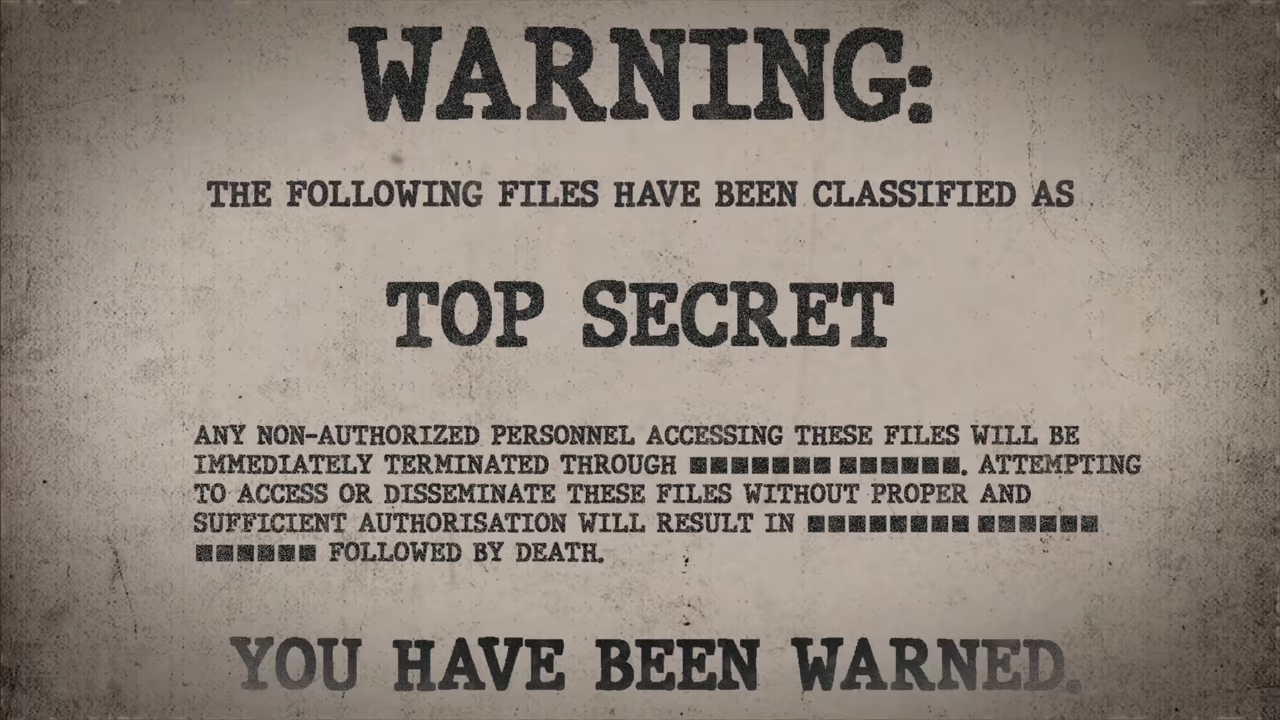 WARNING:
THE FOLLOWING FILES HAVE BEEN CLASSIFIED AS
TOP SECRET
ANY NON-AUTHORIZED PERSONNEL ACCESSING THESE FILES WILL BE
IMMEDIATELY TERMINATED THROUGH ■■■■■■■ ■■■■■■. ATTEMPTING
TO ACCESS OR DISSEMINATE THESE FILES WITHOUT PROPER AND
SUFFICIENT AUTHORISATION WILL RESULT IN ■■■■■■■■ ■■■■■■
■■■■■■ FOLLOWED BY DEATH.
YOU HAVE BEEN WARNED.